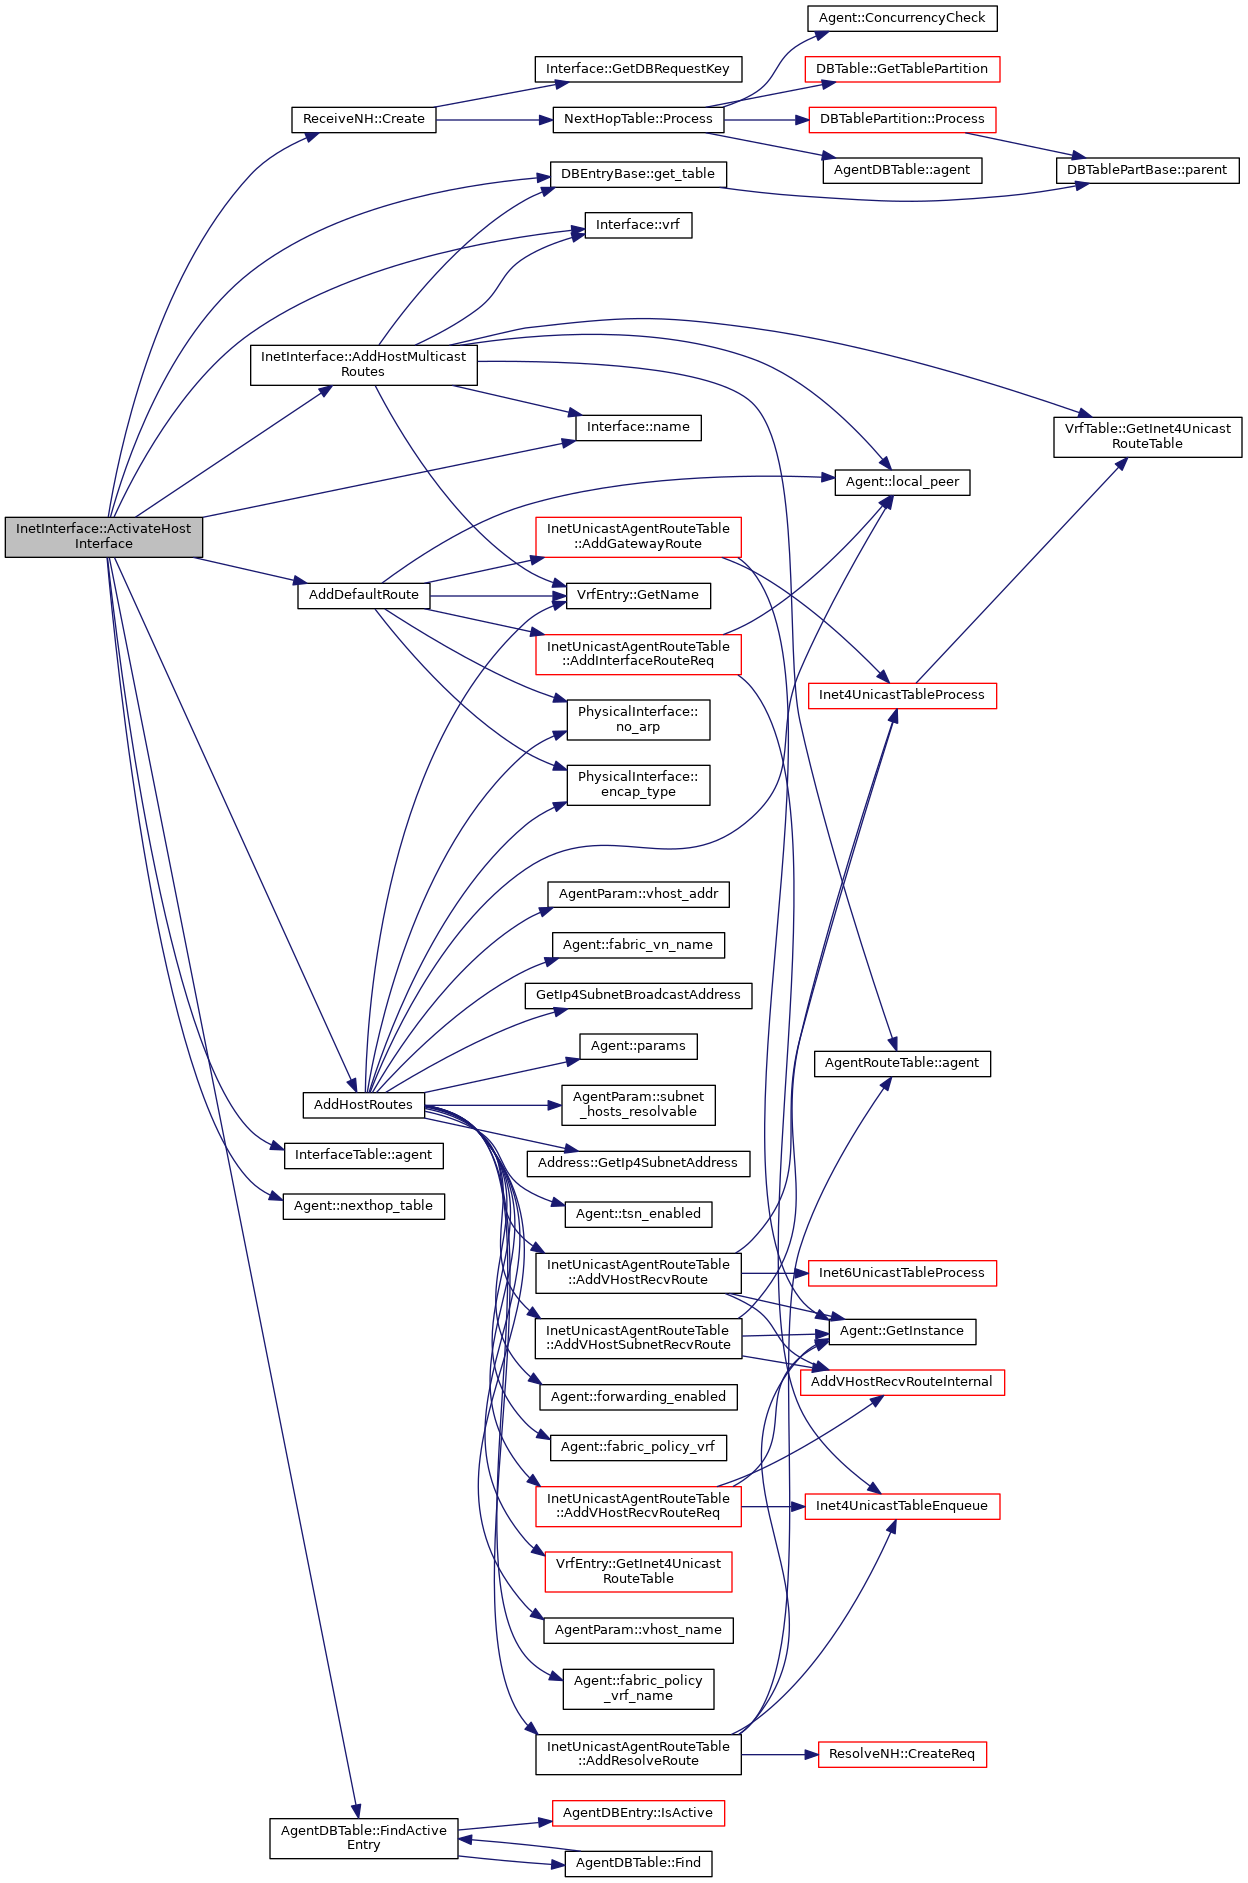 Agent::ConcurrencyCheck
Interface::GetDBRequestKey
DBTable::GetTablePartition
ReceiveNH::Create
NextHopTable::Process
DBTablePartition::Process
DBEntryBase::get_table
AgentDBTable::agent
DBTablePartBase::parent
Interface::vrf
InetInterface::AddHostMulticast
Routes
Interface::name
VrfTable::GetInet4Unicast
RouteTable
Agent::local_peer
InetInterface::ActivateHost
Interface
InetUnicastAgentRouteTable
::AddGatewayRoute
AddDefaultRoute
VrfEntry::GetName
InetUnicastAgentRouteTable
::AddInterfaceRouteReq
Inet4UnicastTableProcess
PhysicalInterface::
no_arp
PhysicalInterface::
encap_type
AgentParam::vhost_addr
Agent::fabric_vn_name
GetIp4SubnetBroadcastAddress
Agent::params
AgentRouteTable::agent
AddHostRoutes
AgentParam::subnet
_hosts_resolvable
InterfaceTable::agent
Address::GetIp4SubnetAddress
Agent::nexthop_table
Agent::tsn_enabled
InetUnicastAgentRouteTable
::AddVHostRecvRoute
Inet6UnicastTableProcess
InetUnicastAgentRouteTable
::AddVHostSubnetRecvRoute
Agent::GetInstance
Agent::forwarding_enabled
AddVHostRecvRouteInternal
Agent::fabric_policy_vrf
InetUnicastAgentRouteTable
::AddVHostRecvRouteReq
Inet4UnicastTableEnqueue
VrfEntry::GetInet4Unicast
RouteTable
AgentParam::vhost_name
Agent::fabric_policy
_vrf_name
InetUnicastAgentRouteTable
::AddResolveRoute
ResolveNH::CreateReq
AgentDBTable::FindActive
Entry
AgentDBEntry::IsActive
AgentDBTable::Find